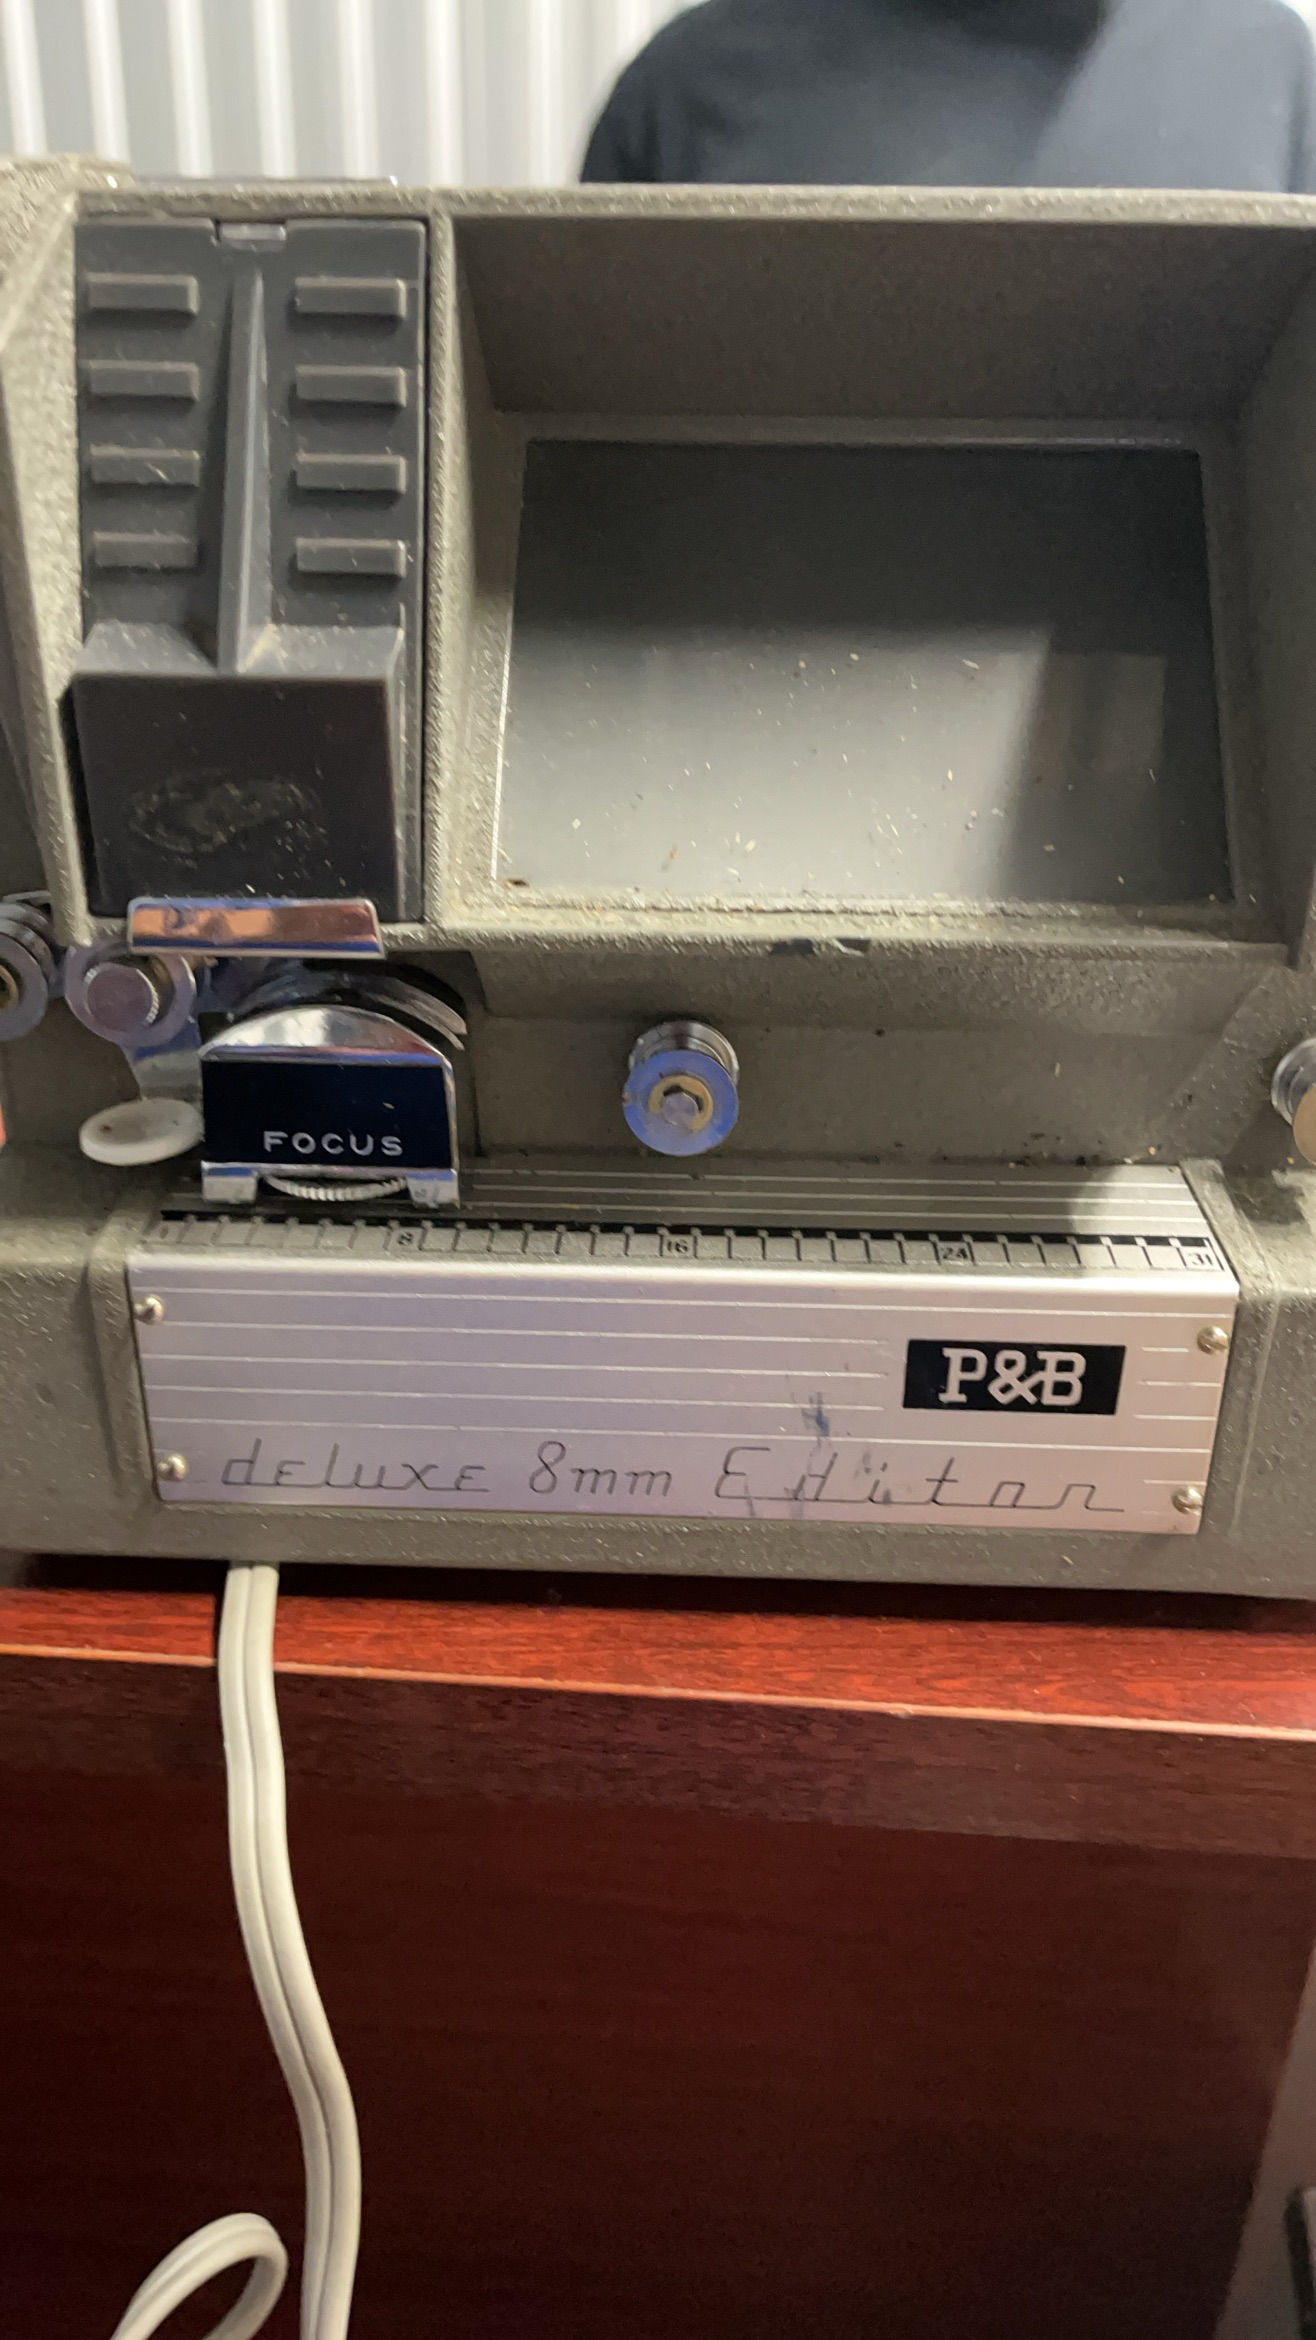 FOCUS
8 16 24 31
P&B
deluxe 8mm Editor